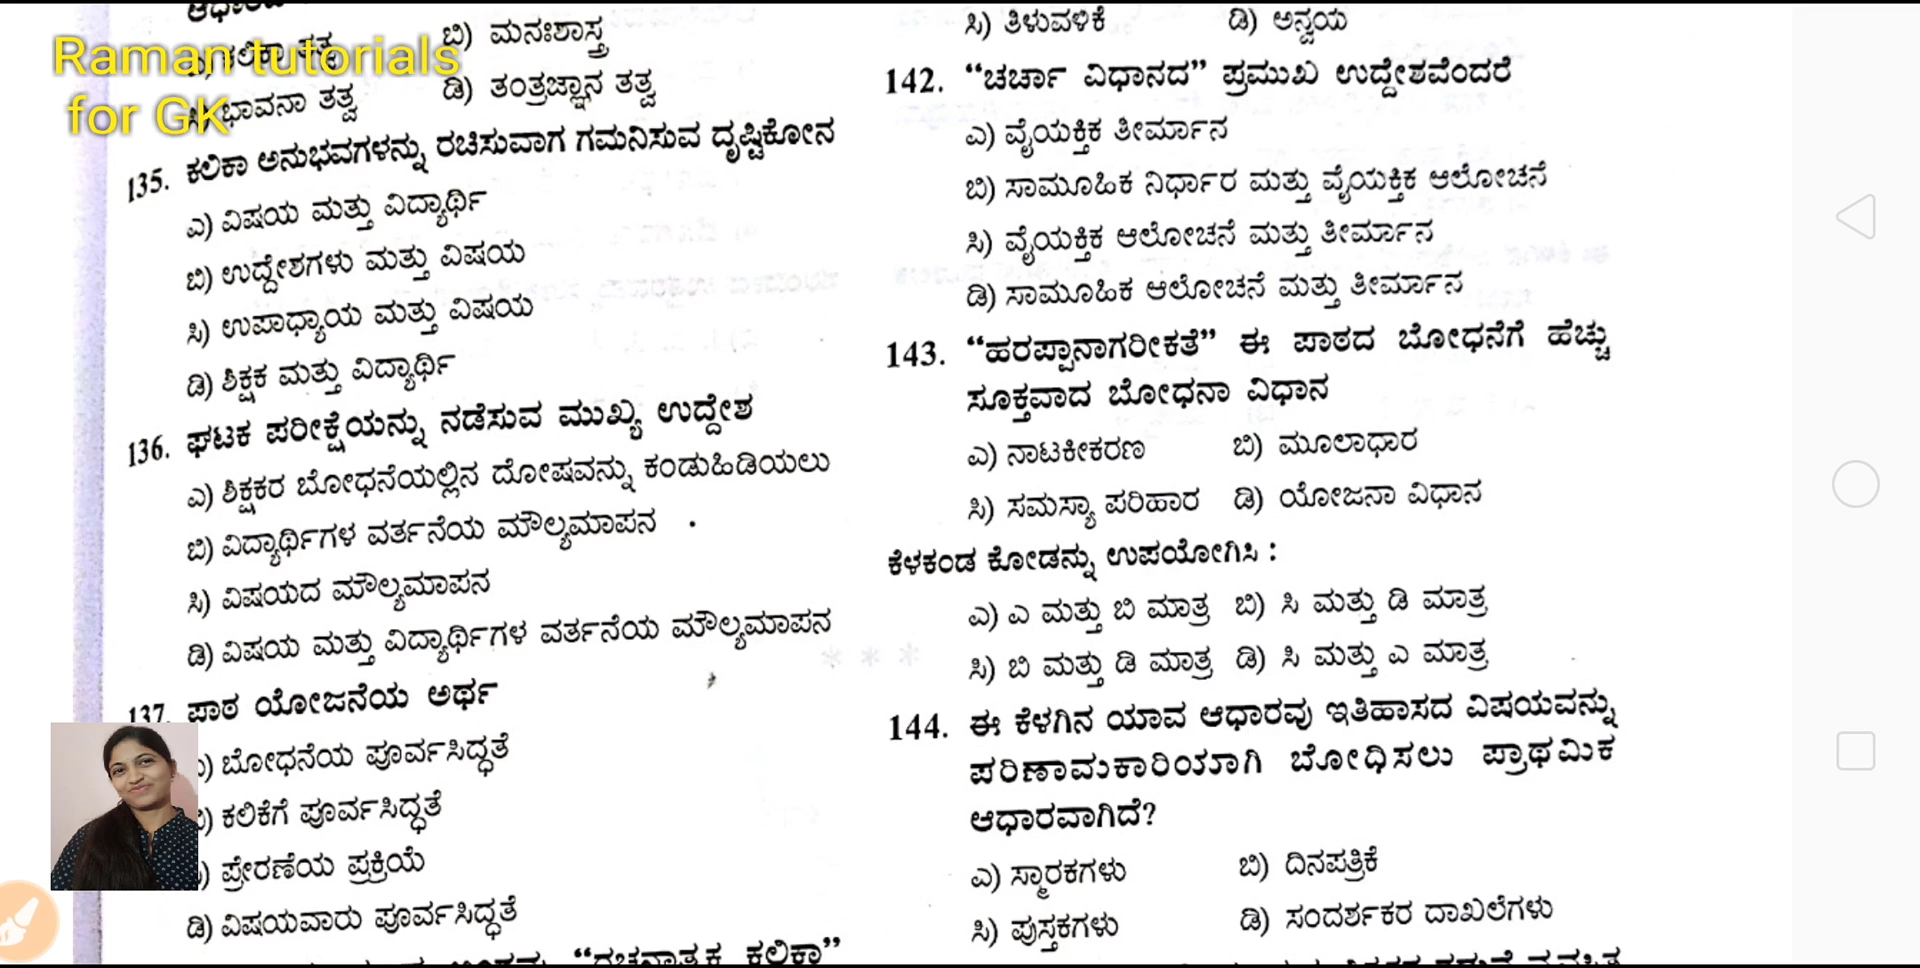 Raman tutorials
for GK
ಬಿ) ಮನಃಶಾಸ್ತ್ರ
ಭಾವನಾ ತತ್ವ ಡಿ) ತಂತ್ರಜ್ಞಾನ ತತ್ವ
135. ಕಲಿಕಾ ಅನುಭವಗಳನ್ನು ರಚಿಸುವಾಗ ಗಮನಿಸುವ ದೃಷ್ಟಿಕೋನ
ಎ) ವಿಷಯ ಮತ್ತು ವಿದ್ಯಾರ್ಥಿ
ಬಿ) ಉದ್ದೇಶಗಳು ಮತ್ತು ವಿಷಯ
ಸಿ) ಉಪಾಧ್ಯಾಯ ಮತ್ತು ವಿಷಯ
ಡಿ) ಶಿಕ್ಷಕ ಮತ್ತು ವಿದ್ಯಾರ್ಥಿ
136. ಘಟಕ ಪರೀಕ್ಷೆಯನ್ನು ನಡೆಸುವ ಮುಖ್ಯ ಉದ್ದೇಶ
ಎ) ಶಿಕ್ಷಕರ ಬೋಧನೆಯಲ್ಲಿನ ದೋಷವನ್ನು ಕಂಡುಹಿಡಿಯಲು
ಬಿ) ವಿದ್ಯಾರ್ಥಿಗಳ ವರ್ತನೆಯ ಮೌಲ್ಯಮಾಪನ
ಸಿ) ವಿಷಯದ ಮೌಲ್ಯಮಾಪನ
ಡಿ) ವಿಷಯ ಮತ್ತು ವಿದ್ಯಾರ್ಥಿಗಳ ವರ್ತನೆಯ ಮೌಲ್ಯಮಾಪನ
137. ಪಾಠ ಯೋಜನೆಯ ಅರ್ಥ
ಬೋಧನೆಯ ಪೂರ್ವಸಿದ್ಧತೆ
ಕಲಿಕೆಗೆ ಪೂರ್ವಸಿದ್ಧತೆ
ಪ್ರೇರಣೆಯ ಪ್ರಕ್ರಿಯೆ
ಡಿ) ವಿಷಯವಾರು ಪೂರ್ವಸಿದ್ಧತೆ
“ರಚನಾತ್ಮಕ ಕಲಿಕಾ”
ಸಿ) ತಿಳುವಳಿಕೆ ಡಿ) ಅನ್ವಯ
142. “ಚರ್ಚಾ ವಿಧಾನದ” ಪ್ರಮುಖ ಉದ್ದೇಶವೆಂದರೆ
ಎ) ವೈಯಕ್ತಿಕ ತೀರ್ಮಾನ
ಬಿ) ಸಾಮೂಹಿಕ ನಿರ್ಧಾರ ಮತ್ತು ವೈಯಕ್ತಿಕ ಆಲೋಚನೆ
ಸಿ) ವೈಯಕ್ತಿಕ ಆಲೋಚನೆ ಮತ್ತು ತೀರ್ಮಾನ
ಡಿ) ಸಾಮೂಹಿಕ ಆಲೋಚನೆ ಮತ್ತು ತೀರ್ಮಾನ
143. “ಹರಪ್ಪಾನಾಗರೀಕತೆ” ಈ ಪಾಠದ ಬೋಧನೆಗೆ ಹೆಚ್ಚು
ಸೂಕ್ತವಾದ ಬೋಧನಾ ವಿಧಾನ
ಎ) ನಾಟಕೀಕರಣ ಬಿ) ಮೂಲಾಧಾರ
ಸಿ) ಸಮಸ್ಯಾ ಪರಿಹಾರ ಡಿ) ಯೋಜನಾ ವಿಧಾನ
ಕೆಳಕಂಡ ಕೋಡನ್ನು ಉಪಯೋಗಿಸಿ :
ಎ) ಎ ಮತ್ತು ಬಿ ಮಾತ್ರ ಬಿ) ಸಿ ಮತ್ತು ಡಿ ಮಾತ್ರ
ಸಿ) ಬಿ ಮತ್ತು ಡಿ ಮಾತ್ರ ಡಿ) ಸಿ ಮತ್ತು ಎ ಮಾತ್ರ
144. ಈ ಕೆಳಗಿನ ಯಾವ ಆಧಾರವು ಇತಿಹಾಸದ ವಿಷಯವನ್ನು
ಪರಿಣಾಮಕಾರಿಯಾಗಿ ಬೋಧಿಸಲು ಪ್ರಾಥಮಿಕ
ಆಧಾರವಾಗಿದೆ?
ಎ) ಸ್ಮಾರಕಗಳು ಬಿ) ದಿನಪತ್ರಿಕೆ
ಸಿ) ಪುಸ್ತಕಗಳು ಡಿ) ಸಂದರ್ಶಕರ ದಾಖಲೆಗಳು